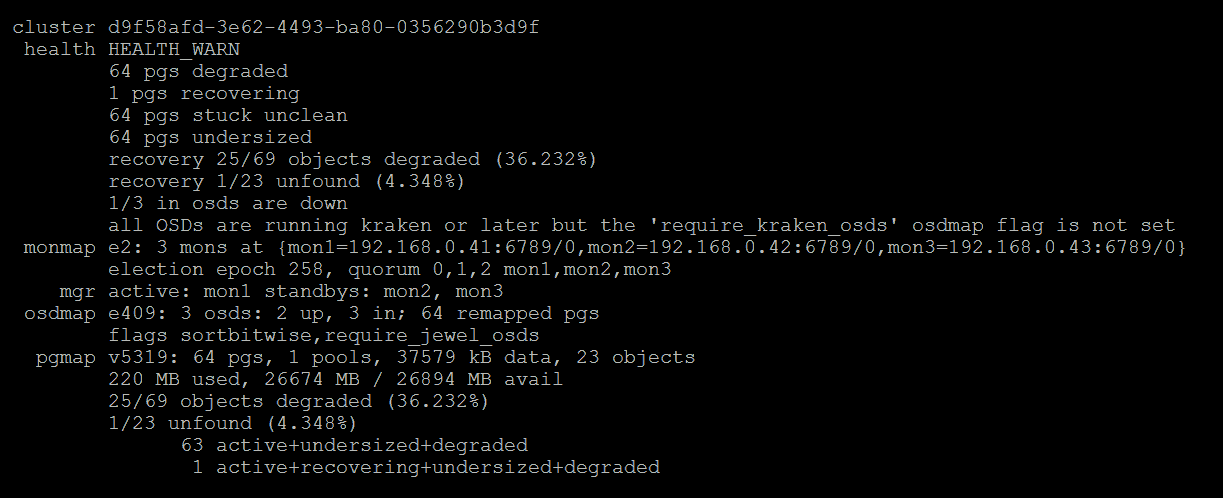 cluster d9f58afd-3e62-4493-ba80-0356290b3d9f
health HEALTH_WARN
64 pgs degraded
1 pgs recovering
64 pgs stuck unclean
64 pgs undersized
recovery 25/69 objects degraded (36.232%)
recovery 1/23 unfound (4.348%)
1/3 in osds are down
all OSDs are running kraken or later but the 'require_kraken_osds' osdmap flag is not set
monmap e2: 3 mons at {mon1=192.168.0.41:6789/0,mon2=192.168.0.42:6789/0,mon3=192.168.0.43:6789/0}
election epoch 258, quorum 0,1,2 mon1,mon2,mon3
mgr active: mon1 standbys: mon2, mon3
osdmap e409: 3 osds: 2 up, 3 in; 64 remapped pgs
flags sortbitwise,require_jewel_osds
pgmap v5319: 64 pgs, 1 pools, 37579 kB data, 23 objects
220 MB used, 26674 MB / 26894 MB avail
25/69 objects degraded (36.232%)
1/23 unfound (4.348%)
63 active+undersized+degraded
1 active+recovering+undersized+degraded